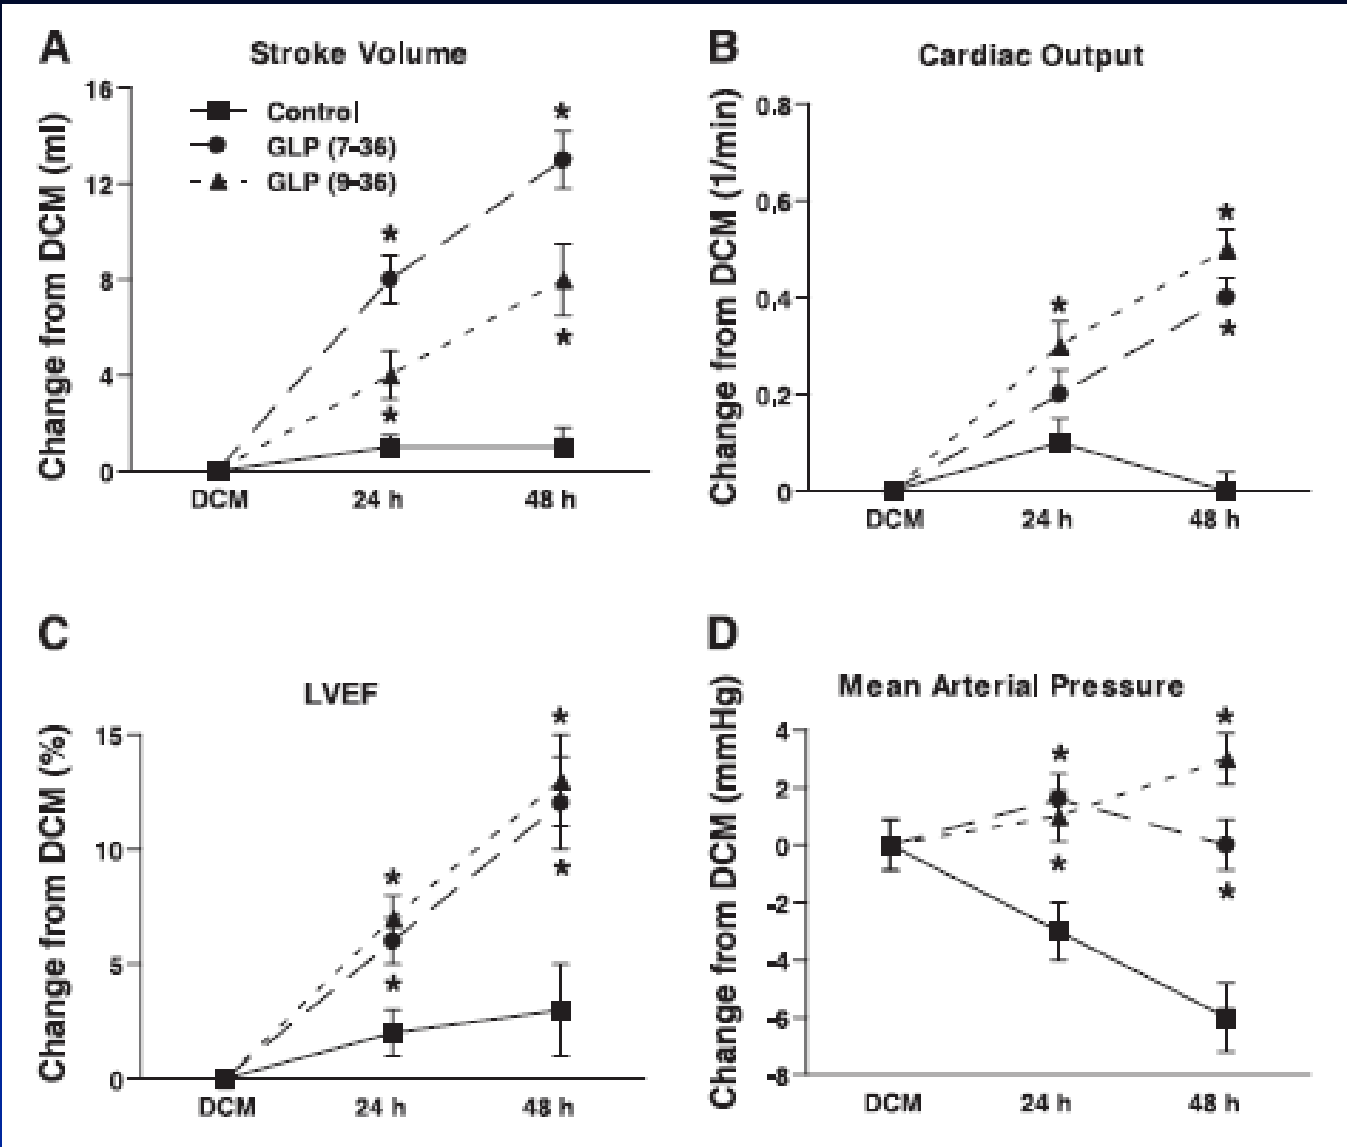 A
Stroke Volume
Change from DCM (ml)
16
12
8
4
0
Control
GLP (7-36)
GLP (9-36)
*
*
*
*
DCM
24 h
48 h
B
Cardiac Output
Change from DCM (1/min)
0.8
0.6
0.4
0.2
0
*
*
*
DCM
24 h
48 h
C
LVEF
Change from DCM (%)
15
10
5
0
*
*
*
*
DCM
24 h
48 h
D
Mean Arterial Pressure
Change from DCM (mmHg)
4
2
0
-2
-4
-6
-8
*
*
*
*
DCM
24 h
48 h